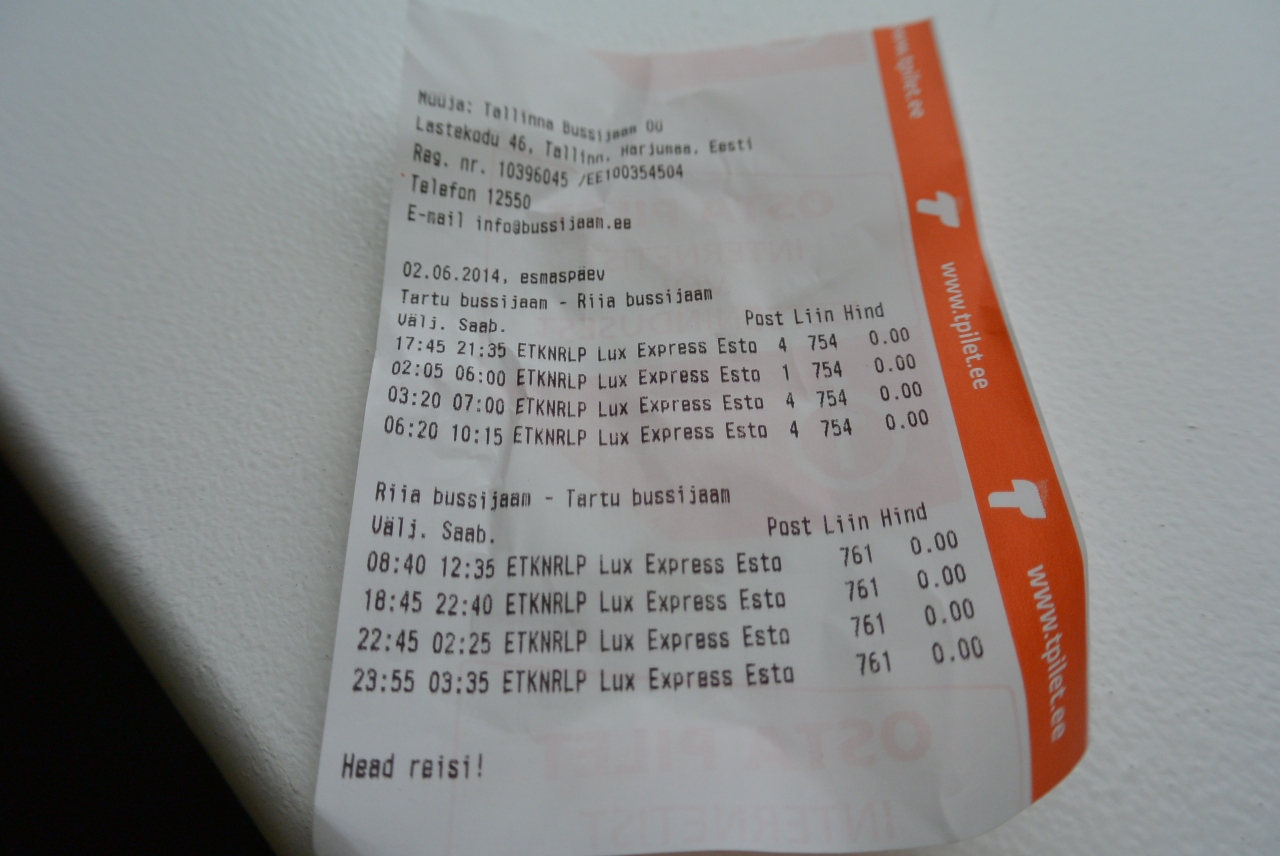 Müüja: Tallinna Bussijaam OÜ
Lastekodu 46, Tallinn, Harjumaa, Eesti
Reg. nr. 10396045 /EE100354504
Telefon 12550
E-mail info@bussijaam.ee
02.06.2014, esmaspäev
Tartu bussijaam - Riia bussijaam
Välj. Saab. Post Liin Hind
17:45 21:35 ETKNRLP Lux Express Esto 4 754 0.00
02:05 06:00 ETKNRLP Lux Express Esto 1 754 0.00
03:20 07:00 ETKNRLP Lux Express Esto 4 754 0.00
06:20 10:15 ETKNRLP Lux Express Esto 4 754 0.00
Riia bussijaam - Tartu bussijaam
Välj. Saab. Post Liin Hind
08:40 12:35 ETKNRLP Lux Express Esto 761 0.00
18:45 22:40 ETKNRLP Lux Express Esto 761 0.00
22:45 02:25 ETKNRLP Lux Express Esto 761 0.00
23:55 03:35 ETKNRLP Lux Express Esto 761 0.00
Head reisi!
www.tpilet.ee
www.tpilet.ee
www.tpilet.ee
OSTA PILET
INTERNETIST
OSTA PILET
INTERNETIST